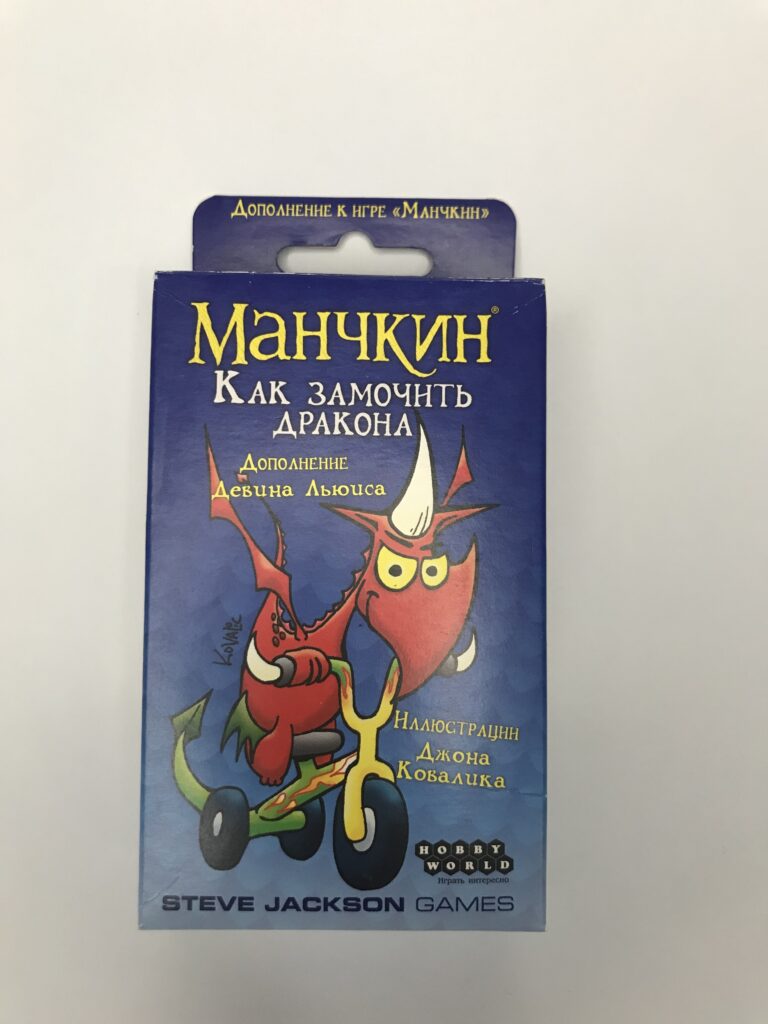 Дополнение к игре «Манчкин»
Манчкин®
Как замочить
дракона
Дополнение
Девина Льюиса
Kovalic
Иллюстрации
Джона
Ковалика
HOBBY
WORLD
Играть интересно
STEVE JACKSON GAMES